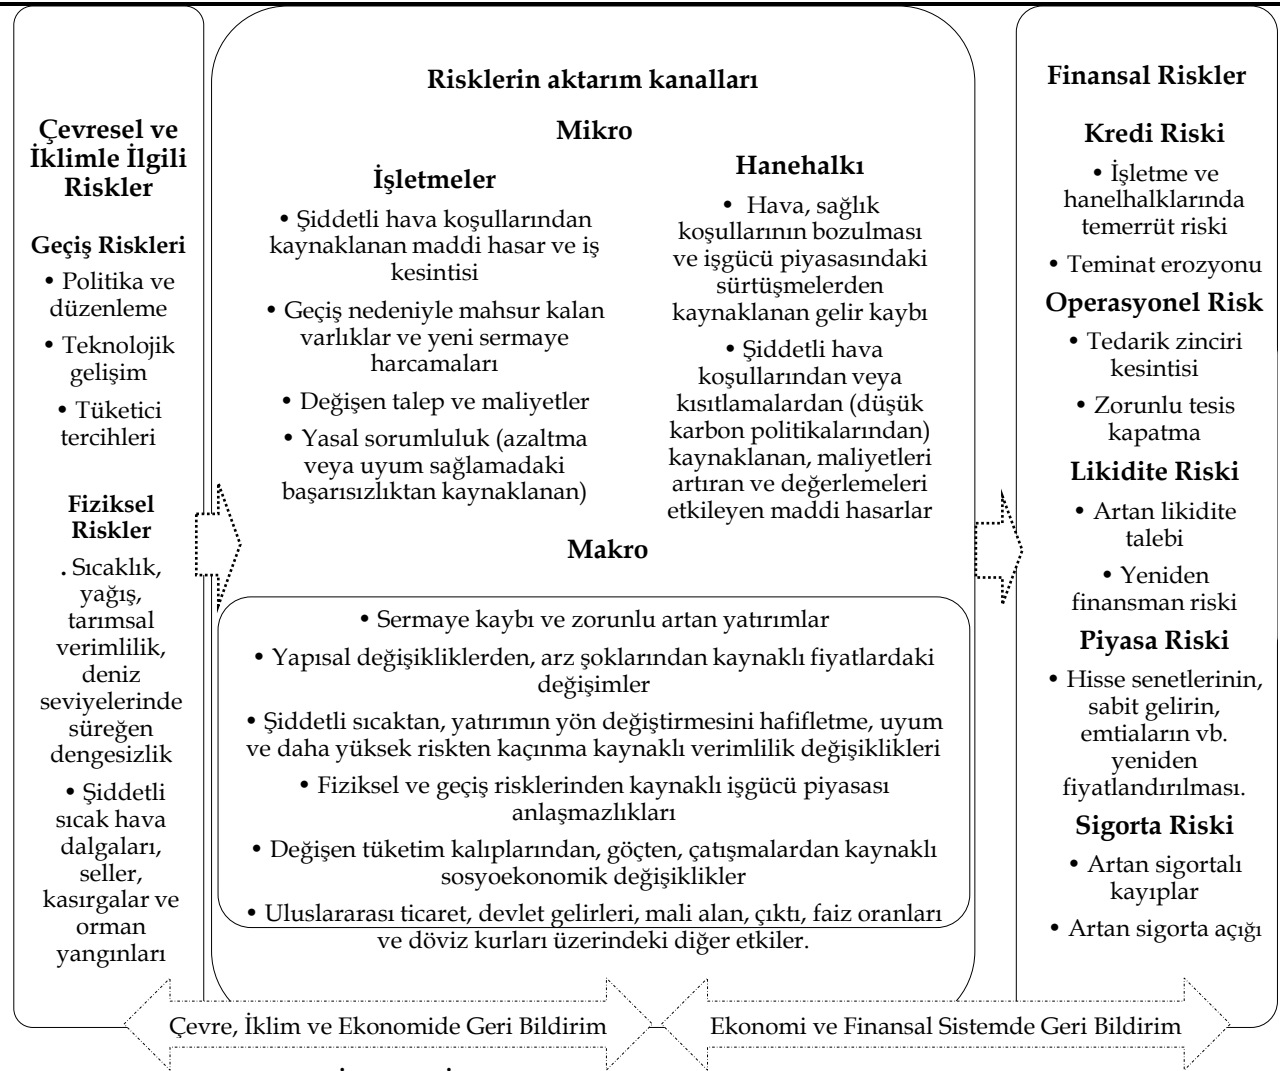 Çevresel ve
İklimle İlgili
Riskler
Geçiş Riskleri
• Politika ve
düzenleme
• Teknolojik
gelişim
• Tüketici
tercihleri
Fiziksel
Riskler
. Sıcaklık,
yağış,
tarımsal
verimlilik,
deniz
seviyelerinde
süreğen
dengesizlik
• Şiddetli
sıcak hava
dalgaları,
seller,
kasırgalar ve
orman
yangınları
Risklerin aktarım kanalları
Mikro
İşletmeler
• Şiddetli hava koşullarından
kaynaklanan maddi hasar ve iş
kesintisi
• Geçiş nedeniyle mahsur kalan
varlıklar ve yeni sermaye
harcamaları
• Değişen talep ve maliyetler
• Yasal sorumluluk (azaltma
veya uyum sağlamadaki
başarısızlıktan kaynaklanan)
Hanehalkı
• Hava, sağlık
koşullarının bozulması
ve işgücü piyasasındaki
sürtüşmelerden
kaynaklanan gelir kaybı
• Şiddetli hava
koşullarından veya
kısıtlamalardan (düşük
karbon politikalarından)
kaynaklanan, maliyetleri
artıran ve değerlemeleri
etkileyen maddi hasarlar
Makro
• Sermaye kaybı ve zorunlu artan yatırımlar
• Yapısal değişikliklerden, arz şoklarından kaynaklı fiyatlardaki
değişimler
• Şiddetli sıcaktan, yatırımın yön değiştirmesini hafifletme, uyum
ve daha yüksek riskten kaçınma kaynaklı verimlilik değişiklikleri
• Fiziksel ve geçiş risklerinden kaynaklı işgücü piyasası
anlaşmazlıkları
• Değişen tüketim kalıplarından, göçten, çatışmalardan kaynaklı
sosyoekonomik değişiklikler
• Uluslararası ticaret, devlet gelirleri, mali alan, çıktı, faiz oranları
ve döviz kurları üzerindeki diğer etkiler.
Finansal Riskler
Kredi Riski
• İşletme ve
hanelhalklarında
temerrüt riski
• Teminat erozyonu
Operasyonel Risk
• Tedarik zinciri
kesintisi
• Zorunlu tesis
kapatma
Likidite Riski
• Artan likidite
talebi
• Yeniden
finansman riski
Piyasa Riski
• Hisse senetlerinin,
sabit gelirin,
emtiaların vb.
yeniden
fiyatlandırılması.
Sigorta Riski
• Artan sigortalı
kayıplar
• Artan sigorta açığı
Çevre, İklim ve Ekonomide Geri Bildirim
Ekonomi ve Finansal Sistemde Geri Bildirim